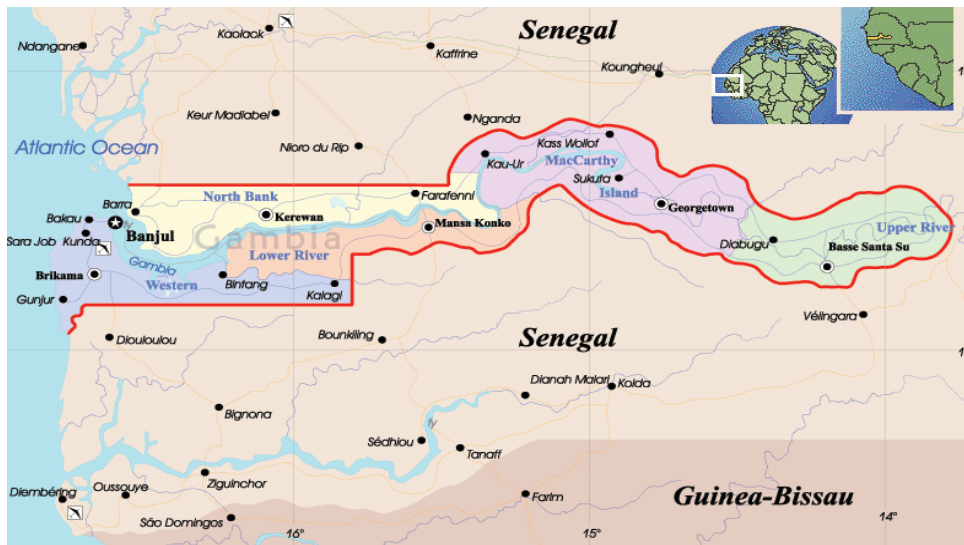 Senegal
Kaolack
Ndangane
Kaffrine
Koungheul
Keur Madiabel
Nganda
Atlantic Ocean
Nioro du Rip
Kass Wollof
Kau-Ur
MacCarthy
Sukuta
Island
North Bank
Farafenni
Barra
Bakau
Kerewan
Georgetown
Mansa Konko
Banjul
Gambia
Sara Job Kunda
Lower River
Upper River
Diabugu
Basse Santa Su
Gambia
Brikama
Western
Bintang
Kalagi
Gunjur
Vélingara
Diouloulou
Bounkiling
Senegal
Dianah Malari
Kolda
Bignona
Sédhiou
Tanaff
Ziguinchor
Diembéring
Oussouye
Farim
Guinea-Bissau
São Domingos
16°
15°
14°